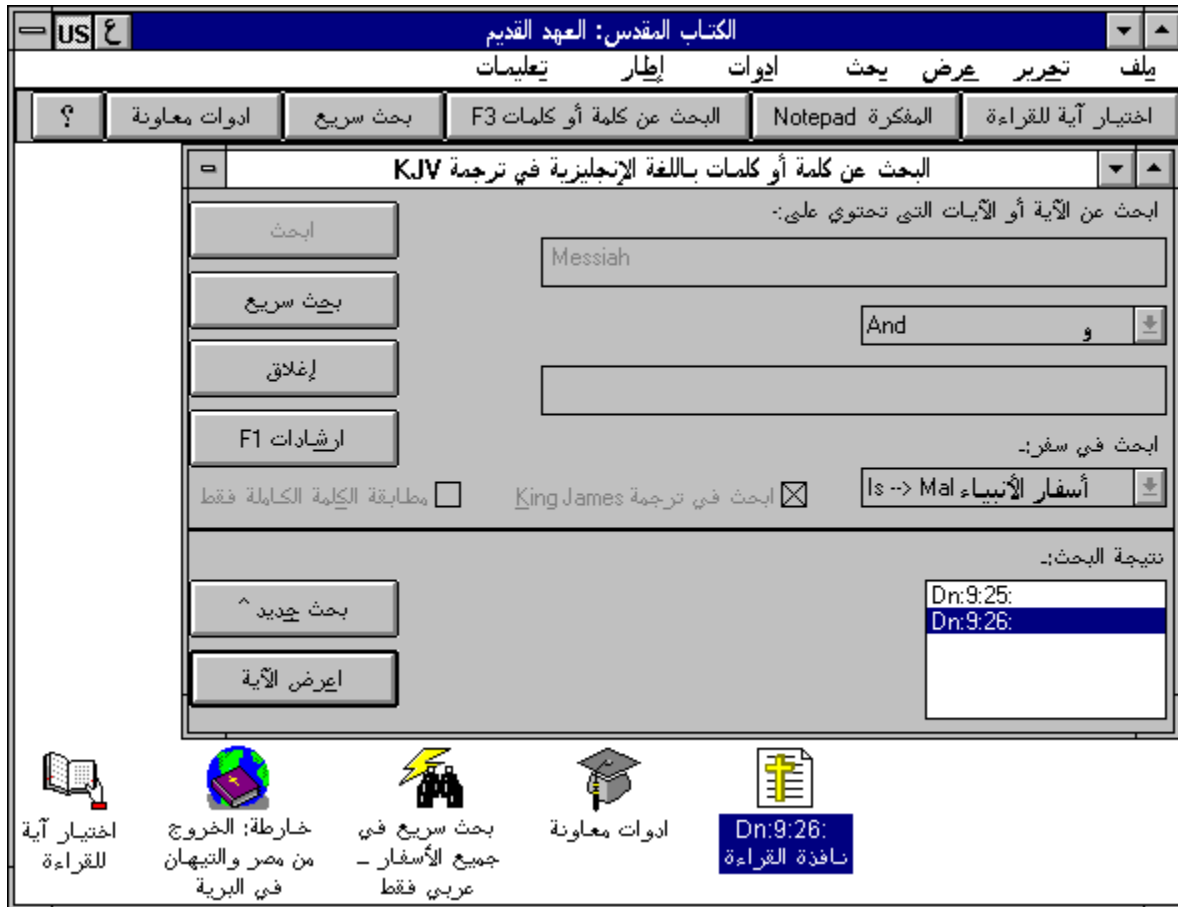 US ع
الكتاب المقدس: العهد القديم
ملف تحرير عرض بحث ادوات إطار تعليمات
اختيار آية للقراءة
المفكرة Notepad
البحث عن كلمة أو كلمات F3
بحث سريع
ادوات معاونة
؟
البحث عن كلمة أو كلمات باللغة الإنجليزية في ترجمة KJV
ابحث عن الآية أو الآيات التى تحتوي على:-
ابحث
Messiah
بحث سريع
And و
إغلاق
ارشادات F1
ابحث في سفر:-
أسفار الأنبياء Is --> Mal
ابحث في ترجمة King James
مطابقة الكلمة الكاملة فقط
نتيجة البحث:-
Dn:9:25:
Dn:9:26:
بحث جديد ^
اعرض الآية
اختيار آية
للقراءة
خارطة: الخروج
من مصر والتيهان
في البرية
بحث سريع في
جميع الأسفار -
عربي فقط
ادوات معاونة
Dn:9:26:
نافذة القراءة